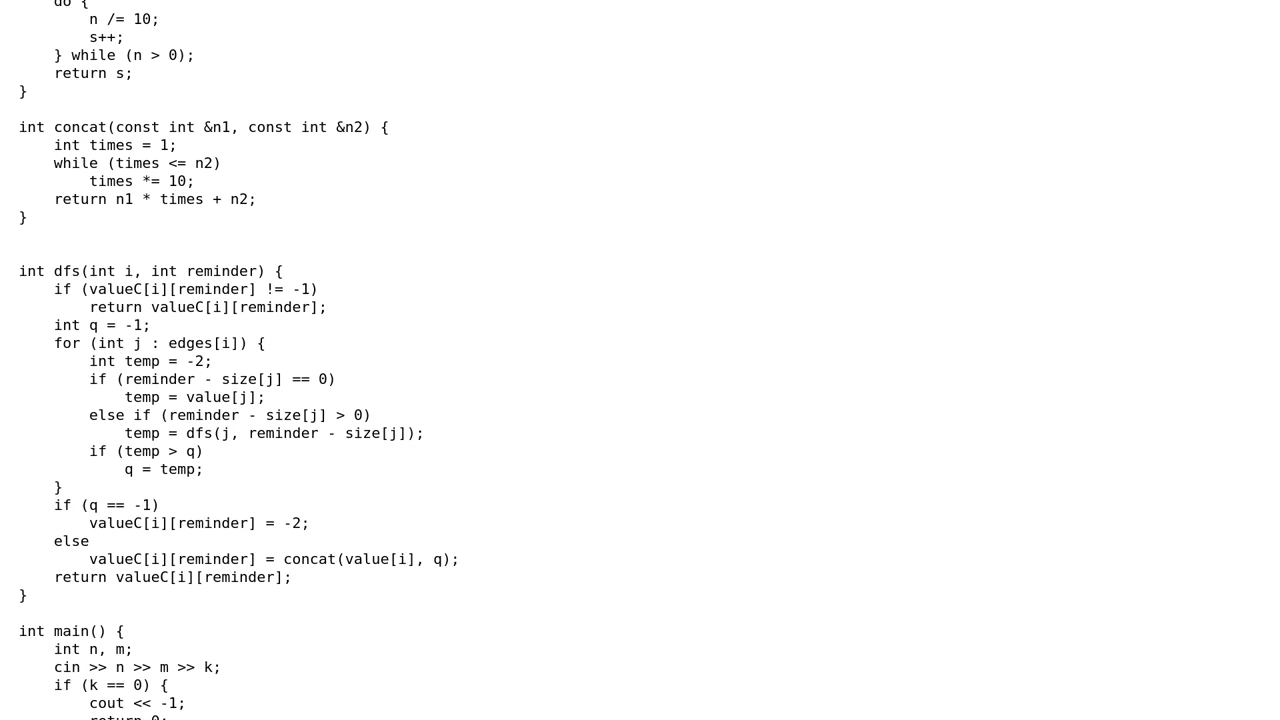 do {
        n /= 10;
        s++;
    } while (n > 0);
    return s;
}

int concat(const int &n1, const int &n2) {
    int times = 1;
    while (times <= n2)
        times *= 10;
    return n1 * times + n2;
}


int dfs(int i, int reminder) {
    if (valueC[i][reminder] != -1)
        return valueC[i][reminder];
    int q = -1;
    for (int j : edges[i]) {
        int temp = -2;
        if (reminder - size[j] == 0)
            temp = value[j];
        else if (reminder - size[j] > 0)
            temp = dfs(j, reminder - size[j]);
        if (temp > q)
            q = temp;
    }
    if (q == -1)
        valueC[i][reminder] = -2;
    else
        valueC[i][reminder] = concat(value[i], q);
    return valueC[i][reminder];
}

int main() {
    int n, m;
    cin >> n >> m >> k;
    if (k == 0) {
        cout << -1;
        return 0;